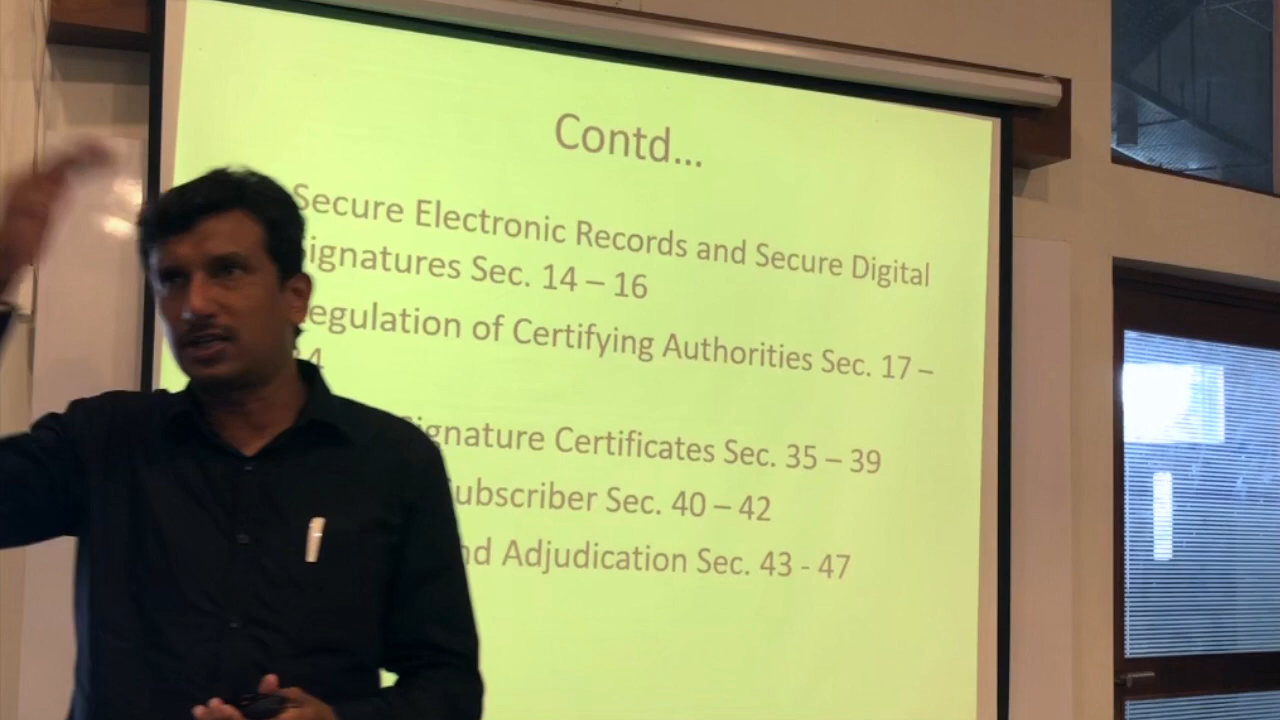 Contd...
Secure Electronic Records and Secure Digital
ignatures Sec. 14 – 16
egulation of Certifying Authorities Sec. 17 –
4
ignature Certificates Sec. 35 – 39
ubscriber Sec. 40 – 42
nd Adjudication Sec. 43 - 47